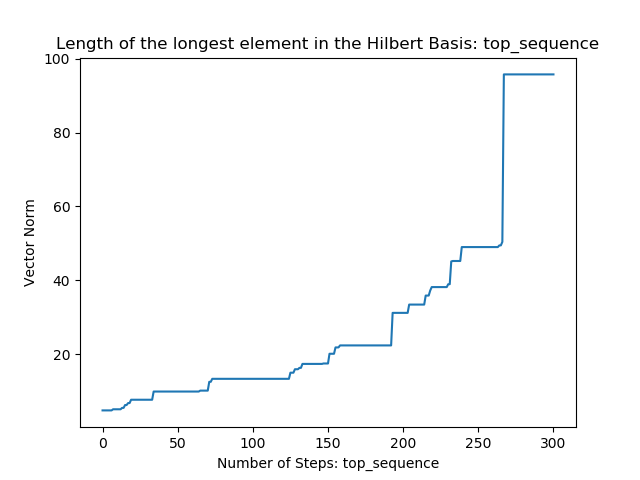 Length of the longest element in the Hilbert Basis: top_sequence
100
80
60
40
20
Vector Norm
0 50 100 150 200 250 300
Number of Steps: top_sequence